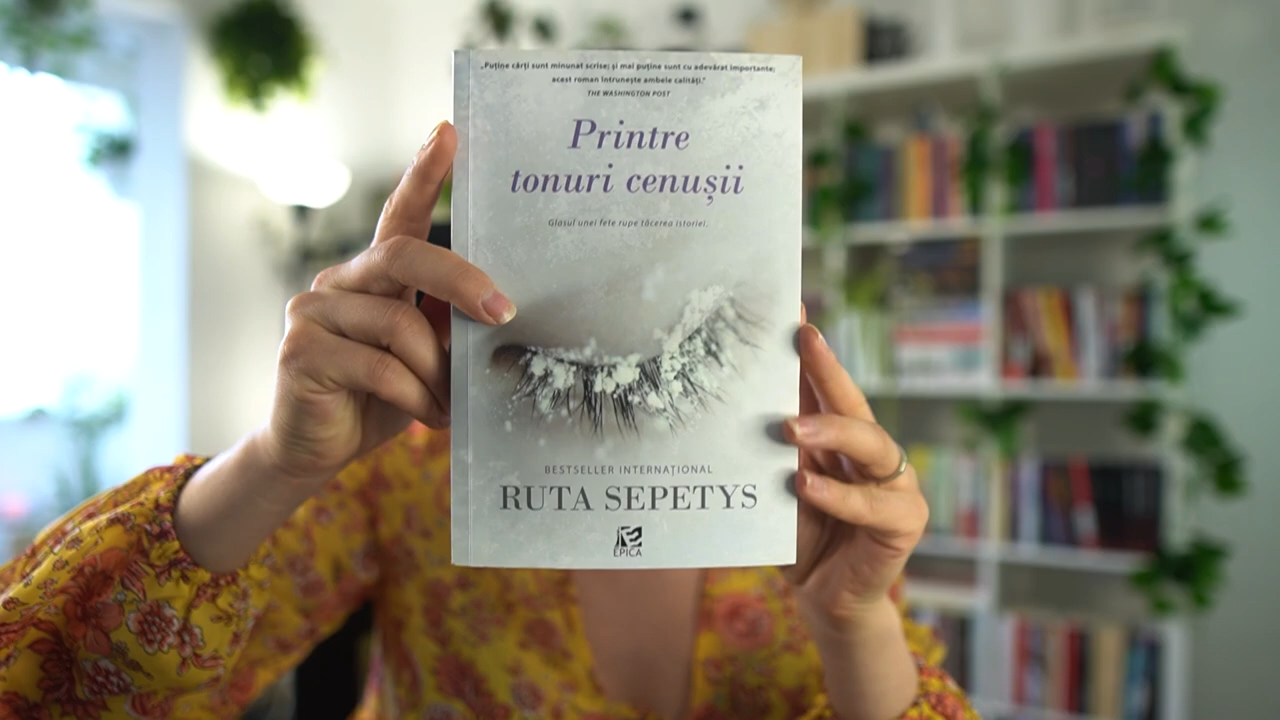 „Puține cărți sunt minunat scrise; și mai puține sunt cu adevărat importante;
acest roman întrunește ambele calități.”
THE WASHINGTON POST
Printre
tonuri cenușii
Glasul unei fete rupe tăcerea istoriei.
BESTSELLER INTERNAȚIONAL
RUTA SEPETYS
EPICA